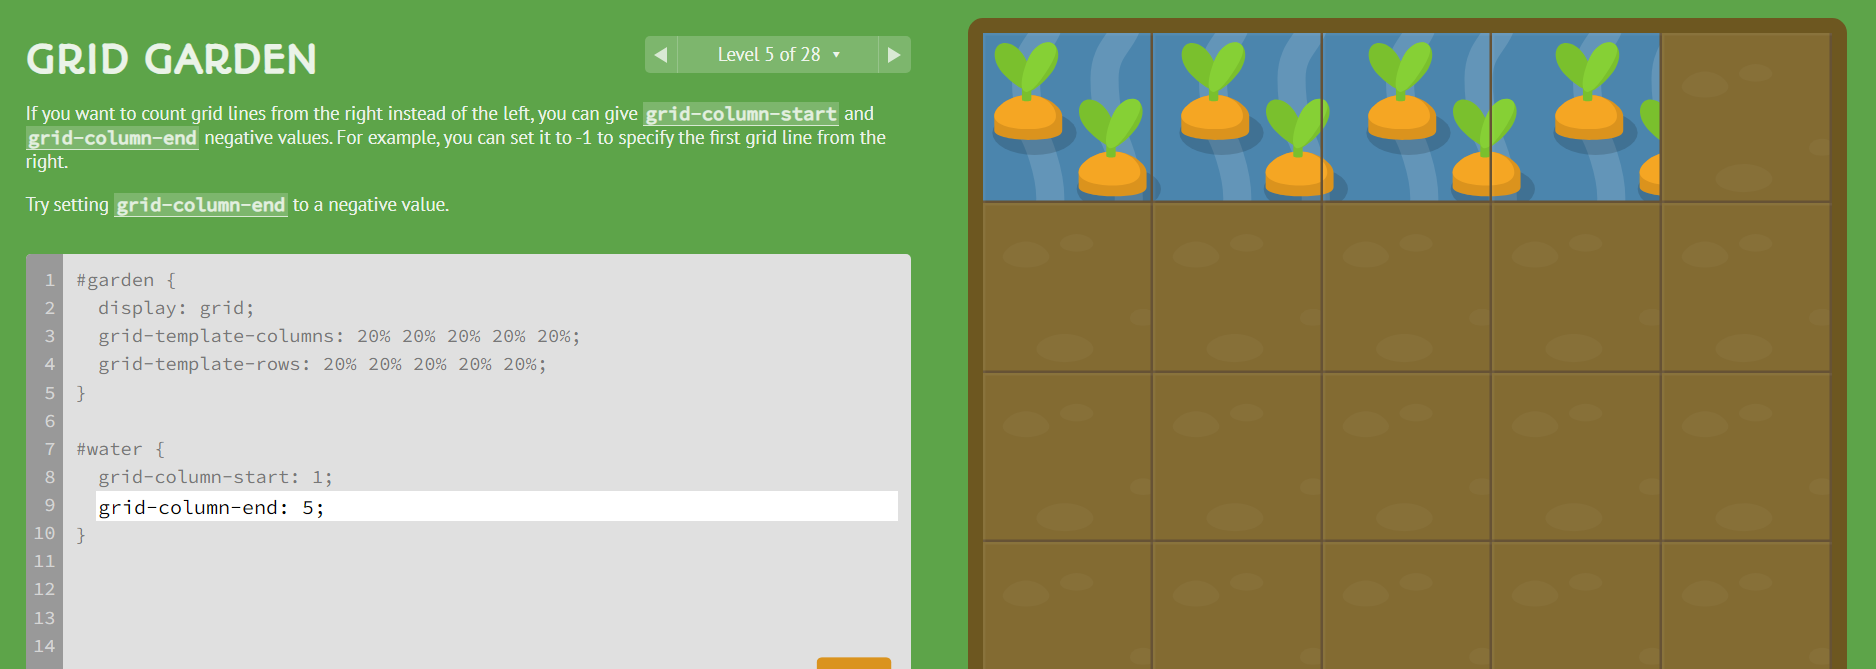 GRID GARDEN
◀ Level 5 of 28 ▾ ▶
If you want to count grid lines from the right instead of the left, you can give grid-column-start and
grid-column-end negative values. For example, you can set it to -1 to specify the first grid line from the
right.
Try setting grid-column-end to a negative value.
1 #garden {
2 display: grid;
3 grid-template-columns: 20% 20% 20% 20% 20%;
4 grid-template-rows: 20% 20% 20% 20% 20%;
5 }
6
7 #water {
8 grid-column-start: 1;
9 grid-column-end: 5;
10 }
11
12
13
14